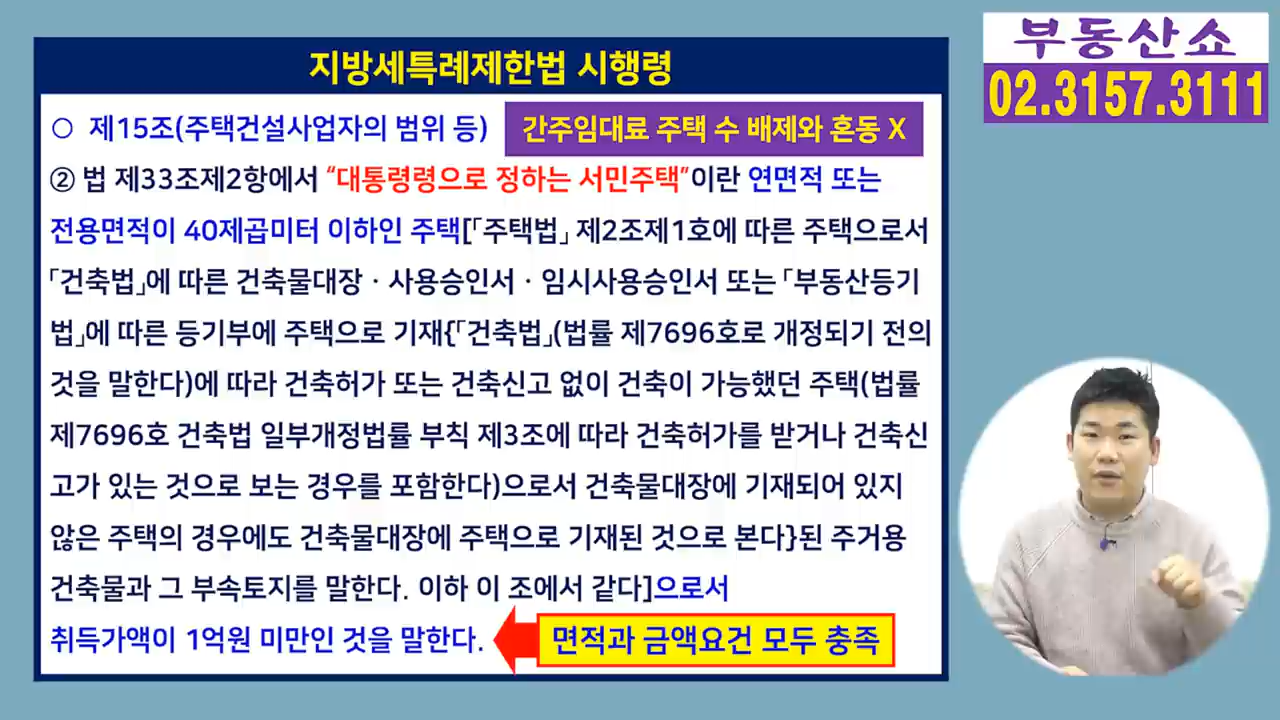 지방세특례제한법 시행령
부동산쇼
02.3157.3111
○ 제15조(주택건설사업자의 범위 등)
간주임대료 주택 수 배제와 혼동 X
② 법 제33조제2항에서 “대통령령으로 정하는 서민주택”이란 연면적 또는
전용면적이 40제곱미터 이하인 주택[「주택법」 제2조제1호에 따른 주택으로서
「건축법」에 따른 건축물대장 · 사용승인서 · 임시사용승인서 또는 「부동산등기
법」에 따른 등기부에 주택으로 기재{「건축법」(법률 제7696호로 개정되기 전의
것을 말한다)에 따라 건축허가 또는 건축신고 없이 건축이 가능했던 주택(법률
제7696호 건축법 일부개정법률 부칙 제3조에 따라 건축허가를 받거나 건축신
고가 있는 것으로 보는 경우를 포함한다)으로서 건축물대장에 기재되어 있지
않은 주택의 경우에도 건축물대장에 주택으로 기재된 것으로 본다}된 주거용
건축물과 그 부속토지를 말한다. 이하 이 조에서 같다]으로서
취득가액이 1억원 미만인 것을 말한다.
면적과 금액요건 모두 충족